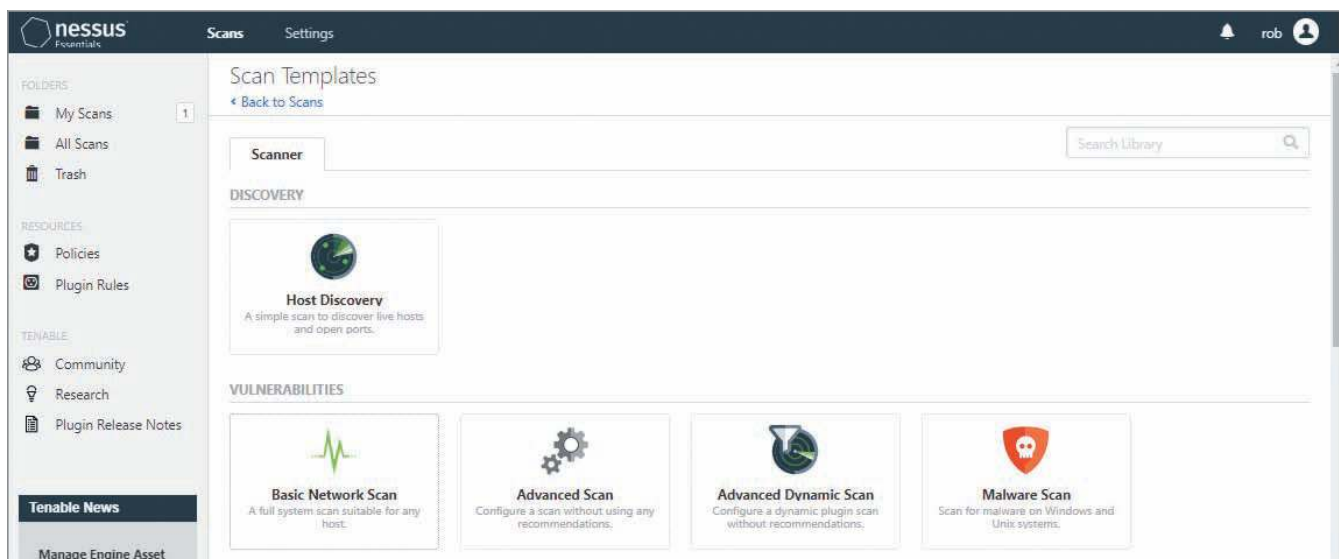 nessus
Essentials
Scans Settings
rob
FOLDERS
My Scans 1
All Scans
Trash
RESOURCES
Policies
Plugin Rules
TENABLE
Community
Research
Plugin Release Notes
Tenable News
Manage Engine Asset
Scan Templates
< Back to Scans
Scanner
Search Library
DISCOVERY
Host Discovery
A simple scan to discover live hosts
and open ports.
VULNERABILITIES
Basic Network Scan
A full system scan suitable for any
host.
Advanced Scan
Configure a scan without using any
recommendations.
Advanced Dynamic Scan
Configure a dynamic plugin scan
without recommendations.
Malware Scan
Scan for malware on Windows and
Unix systems.